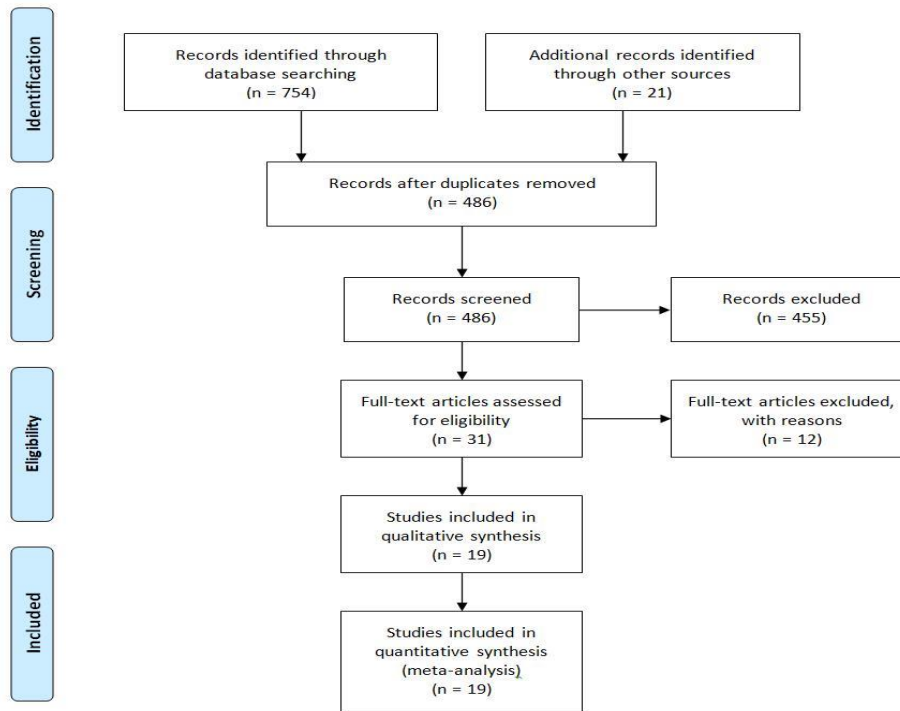 Identification
Records identified through
database searching
(n = 754)
Additional records identified
through other sources
(n = 21)
Records after duplicates removed
(n = 486)
Screening
Records screened
(n = 486)
Records excluded
(n = 455)
Eligibility
Full-text articles assessed
for eligibility
(n = 31)
Full-text articles excluded,
with reasons
(n = 12)
Studies included in
qualitative synthesis
(n = 19)
Included
Studies included in
quantitative synthesis
(meta-analysis)
(n = 19)